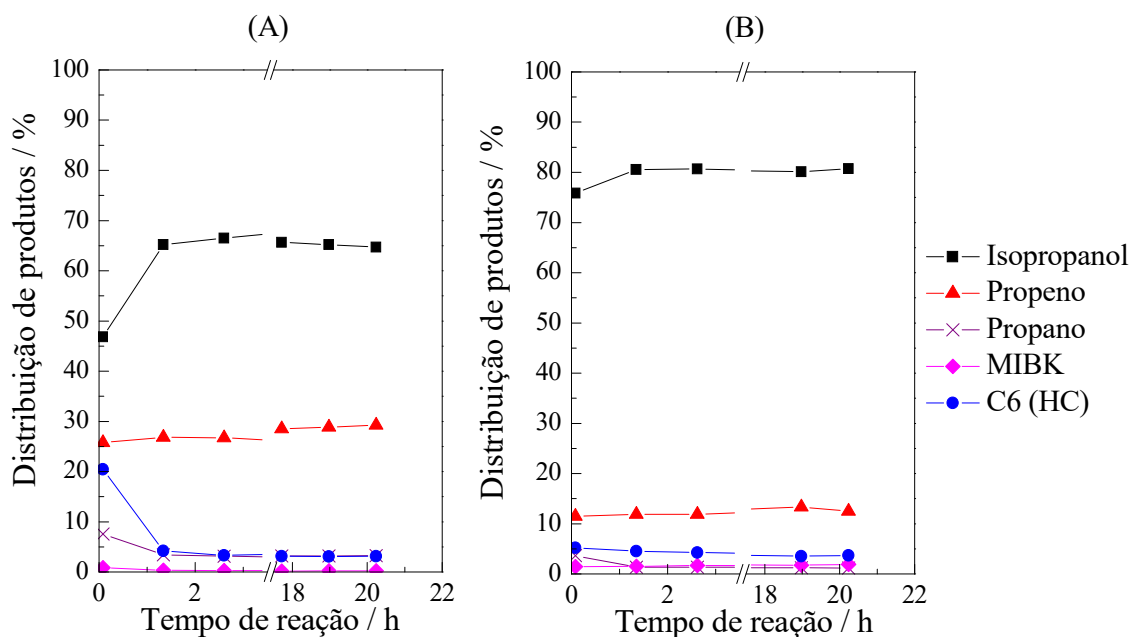 (A)
Distribuição de produtos / %
100
90
80
70
60
50
40
30
20
10
0
0 2 18 20 22
Tempo de reação / h
(B)
Distribuição de produtos / %
100
90
80
70
60
50
40
30
20
10
0
0 2 18 20 22
Tempo de reação / h
Isopropanol
Propeno
Propano
MIBK
C6 (HC)